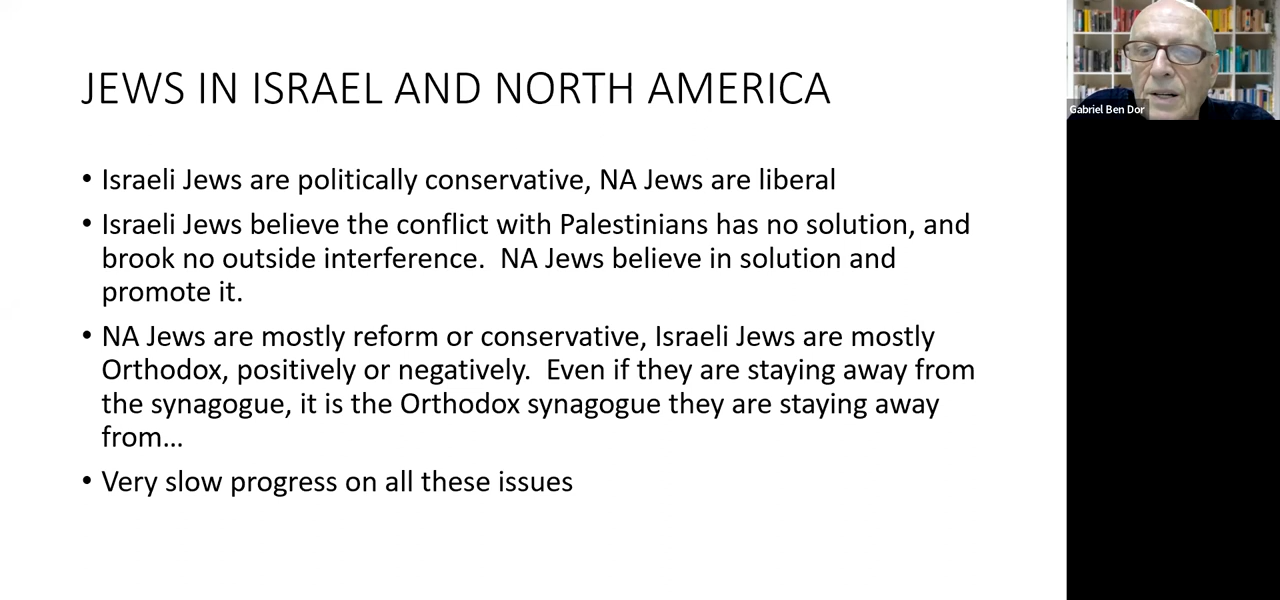 JEWS IN ISRAEL AND NORTH AMERICA
• Israeli Jews are politically conservative, NA Jews are liberal
• Israeli Jews believe the conflict with Palestinians has no solution, and
brook no outside interference.  NA Jews believe in solution and
promote it.
• NA Jews are mostly reform or conservative, Israeli Jews are mostly
Orthodox, positively or negatively.  Even if they are staying away from
the synagogue, it is the Orthodox synagogue they are staying away
from...
• Very slow progress on all these issues
Gabriel Ben Dor